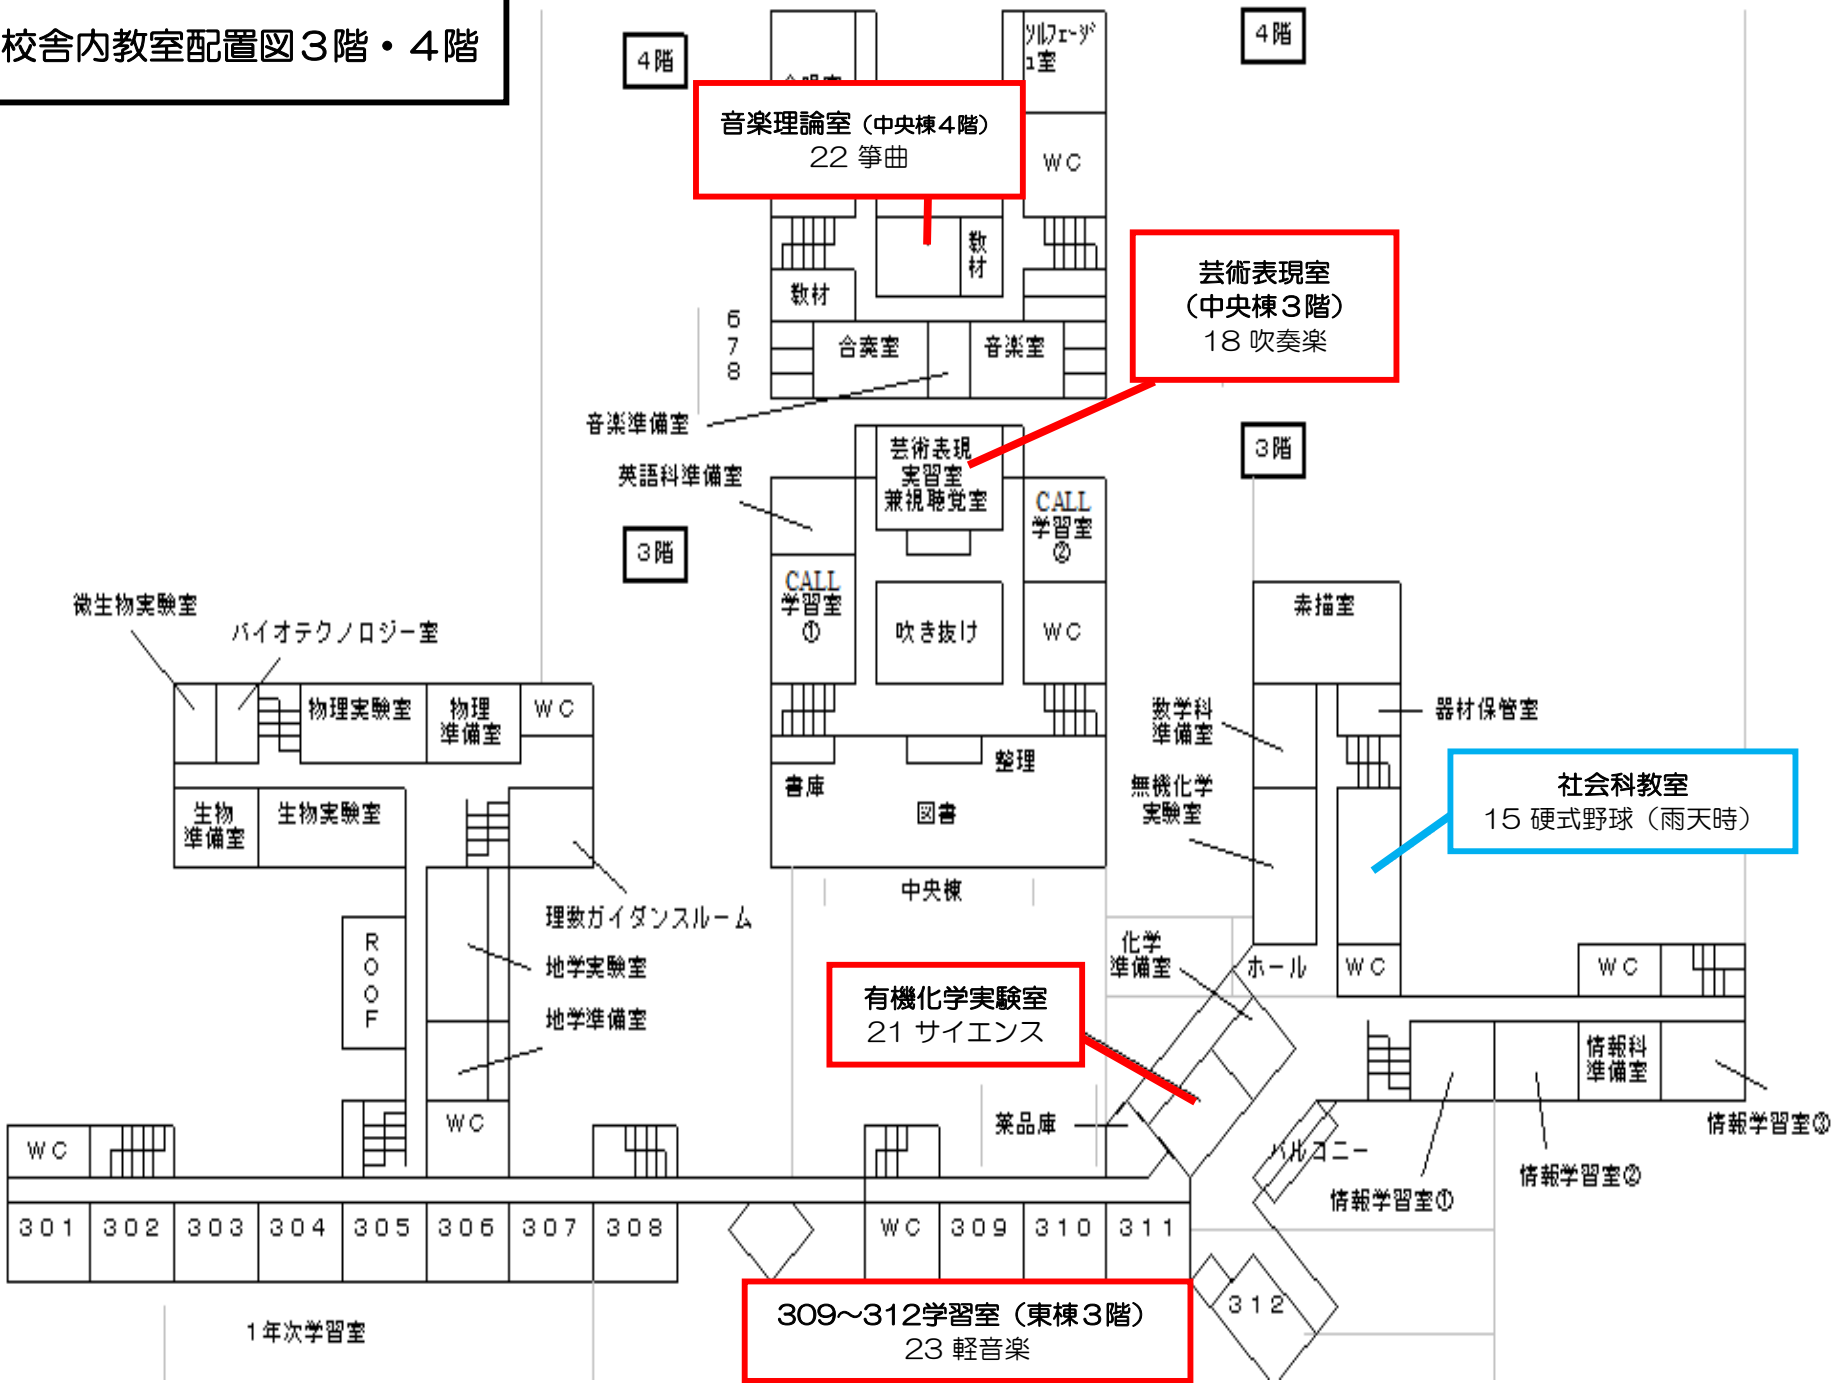 校舎内教室配置図3階・4階
4階
ソルフェージ
ュ室
4階
音楽理論室（中央棟4階）
22 箏曲
WC
教
材
教材
芸術表現室
（中央棟3階）
18 吹奏楽
6
7
8
合奏室
音楽室
音楽準備室
芸術表現
実習室
兼視聴覚室
英語科準備室
CALL
学習室
②
3階
3階
CALL
学習室
①
吹き抜け
WC
微生物実験室
バイオテクノロジー室
素描室
物理実験室
物理
準備室
WC
数学科
準備室
器材保管室
書庫
整理
図書
無機化学
実験室
社会科教室
15 硬式野球（雨天時）
生物
準備室
生物実験室
中央棟
理数ガイダンスルーム
ROOF
地学実験室
地学準備室
化学
準備室
ホール
WC
WC
有機化学実験室
21 サイエンス
情報科
準備室
薬品庫
バルコニー
情報学習室③
情報学習室②
情報学習室①
WC
WC
301
302
303
304
305
306
307
308
WC
309
310
311
312
309～312学習室（東棟3階）
23 軽音楽
1年次学習室